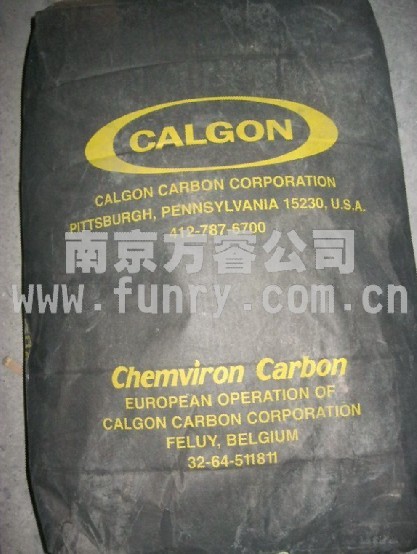 CALGON
CALGON CARBON CORPORATION
PITTSBURGH, PENNSYLVANIA 15230, U.S.A.
412-787-6700
南京方睿公司
www.funry.com.cn
Chemviron Carbon
EUROPEAN OPERATION OF
CALGON CARBON CORPORATION
FELUY, BELGIUM
32-64-511811